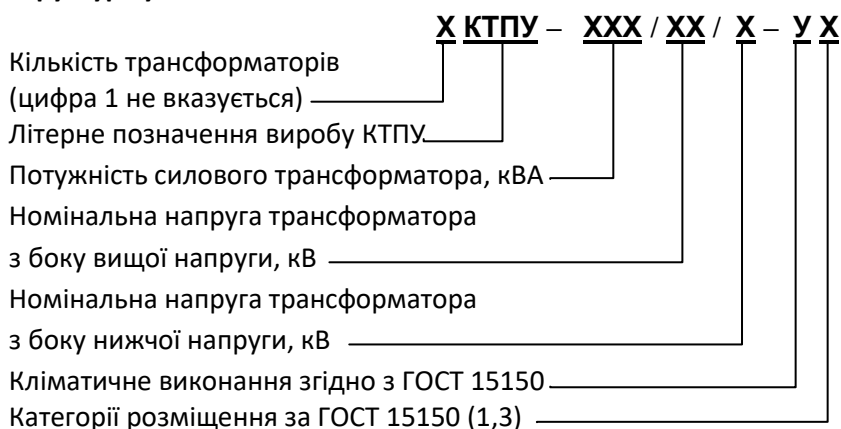 Х КТПУ – ХХХ / ХХ / Х – У Х
Кількість трансформаторів
(цифра 1 не вказується)
Літерне позначення виробу КТПУ
Потужність силового трансформатора, кВА
Номінальна напруга трансформатора
з боку вищої напруги, кВ
Номінальна напруга трансформатора
з боку нижчої напруги, кВ
Кліматичне виконання згідно з ГОСТ 15150
Категорії розміщення за ГОСТ 15150 (1,3)